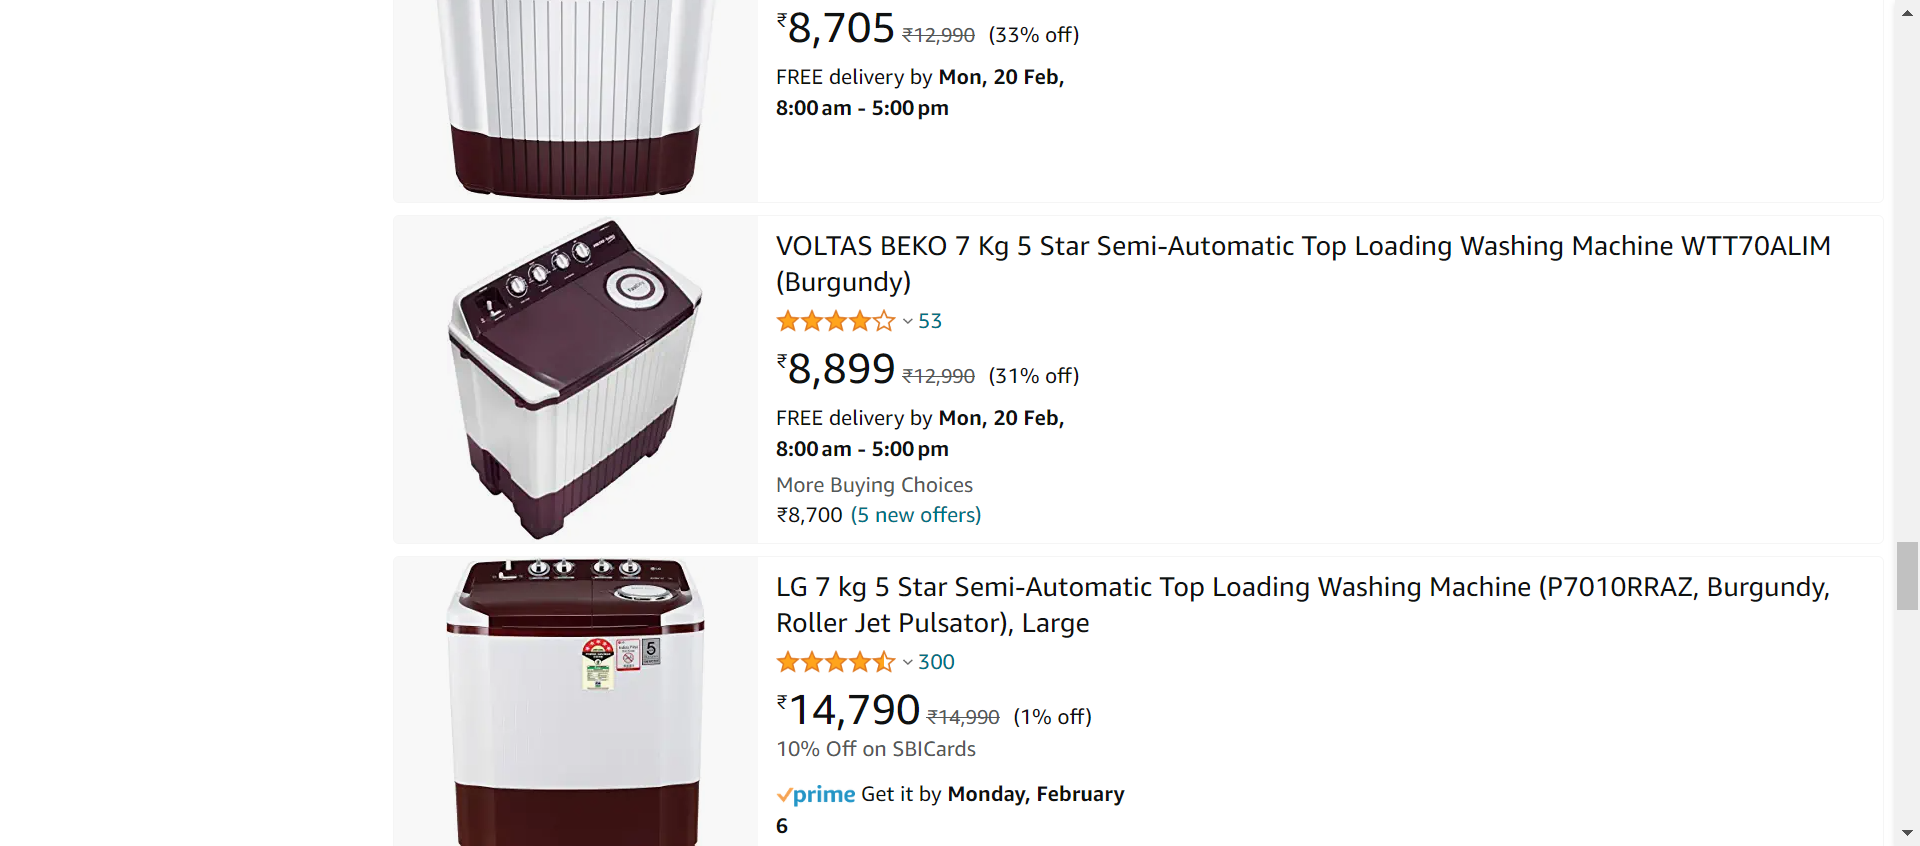 ₹8,705 ₹12,990 (33% off)
FREE delivery by Mon, 20 Feb,
8:00 am - 5:00 pm
VOLTAS BEKO 7 Kg 5 Star Semi-Automatic Top Loading Washing Machine WTT70ALIM
(Burgundy)
53
₹8,899 ₹12,990 (31% off)
FREE delivery by Mon, 20 Feb,
8:00 am - 5:00 pm
More Buying Choices
₹8,700 (5 new offers)
LG 7 kg 5 Star Semi-Automatic Top Loading Washing Machine (P7010RRAZ, Burgundy,
Roller Jet Pulsator), Large
5
300
₹14,790 ₹14,990 (1% off)
10% Off on SBICards
prime Get it by Monday, February
6